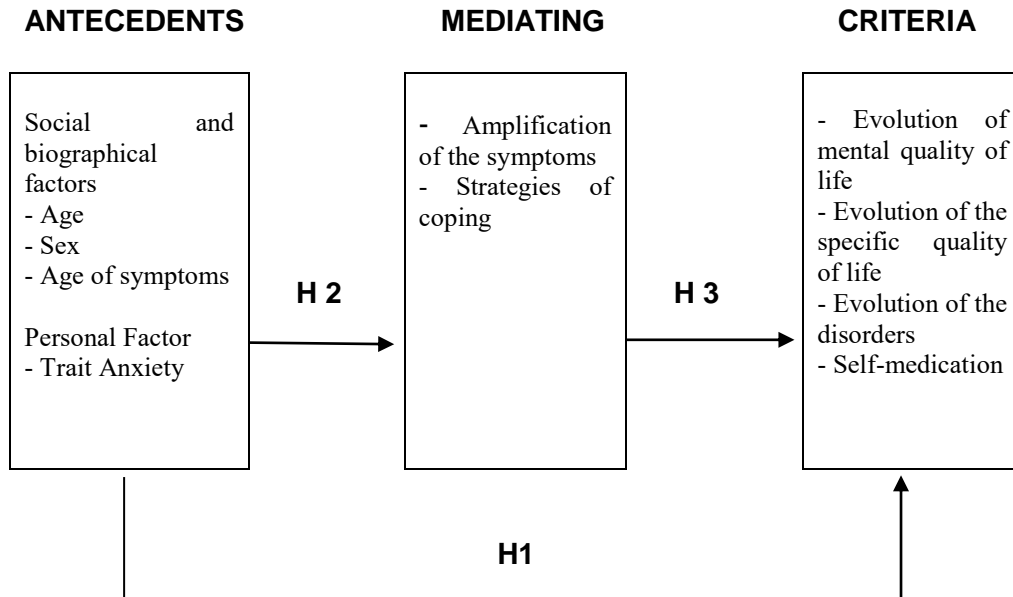 ANTECEDENTS
MEDIATING
CRITERIA
Social and
biographical
factors
- Age
- Sex
- Age of symptoms
Personal Factor
- Trait Anxiety
H 2
- Amplification
of the symptoms
- Strategies of
coping
H 3
- Evolution of
mental quality of
life
- Evolution of the
specific quality
of life
- Evolution of the
disorders
- Self-medication
H1